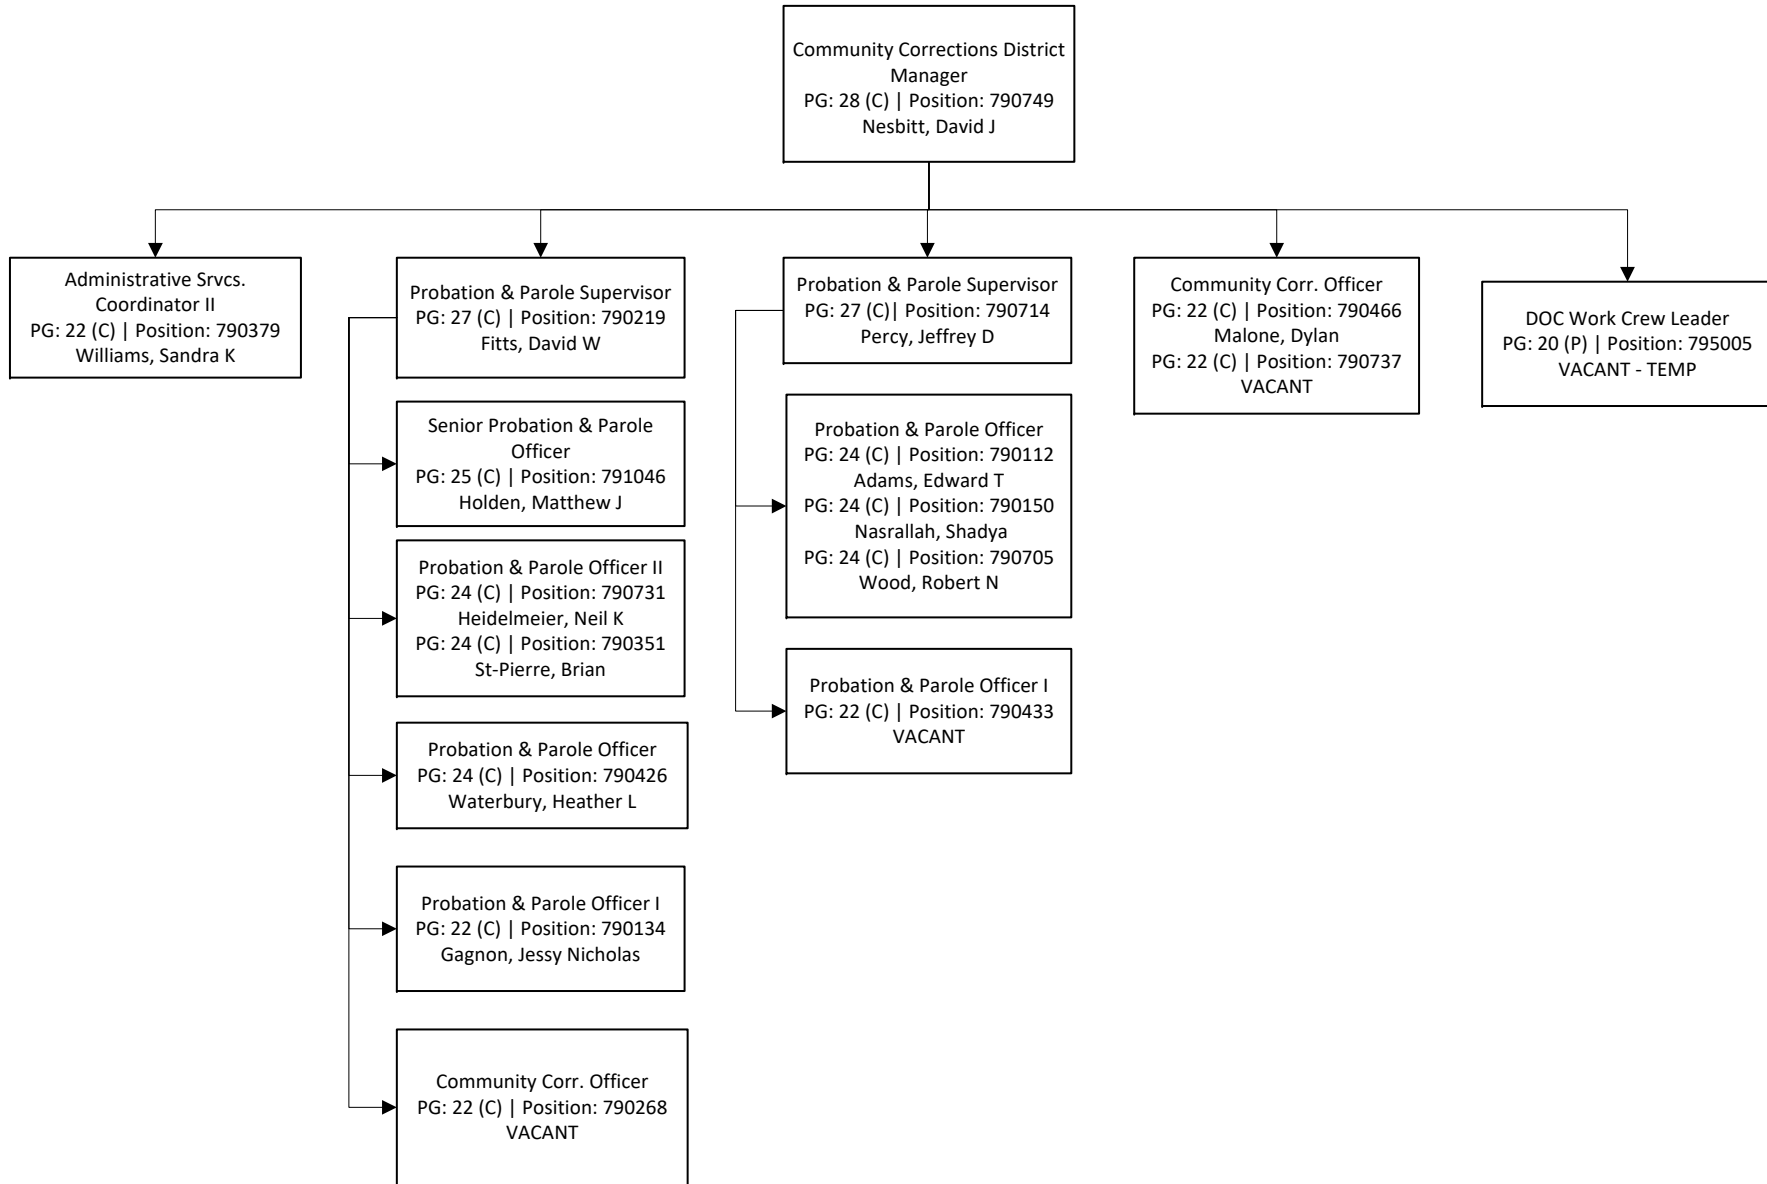 Community Corrections District
Manager
PG: 28 (C) | Position: 790749
Nesbitt, David J
Administrative Srvcs.
Coordinator II
PG: 22 (C) | Position: 790379
Williams, Sandra K
Probation & Parole Supervisor
PG: 27 (C) | Position: 790219
Fitts, David W
Probation & Parole Supervisor
PG: 27 (C)| Position: 790714
Percy, Jeffrey D
Community Corr. Officer
PG: 22 (C) | Position: 790466
Malone, Dylan
PG: 22 (C) | Position: 790737
VACANT
DOC Work Crew Leader
PG: 20 (P) | Position: 795005
VACANT - TEMP
Senior Probation & Parole
Officer
PG: 25 (C) | Position: 791046
Holden, Matthew J
Probation & Parole Officer II
PG: 24 (C) | Position: 790731
Heidelmeier, Neil K
PG: 24 (C) | Position: 790351
St-Pierre, Brian
Probation & Parole Officer
PG: 24 (C) | Position: 790426
Waterbury, Heather L
Probation & Parole Officer I
PG: 22 (C) | Position: 790134
Gagnon, Jessy Nicholas
Community Corr. Officer
PG: 22 (C) | Position: 790268
VACANT
Probation & Parole Officer
PG: 24 (C) | Position: 790112
Adams, Edward T
PG: 24 (C) | Position: 790150
Nasrallah, Shadya
PG: 24 (C) | Position: 790705
Wood, Robert N
Probation & Parole Officer I
PG: 22 (C) | Position: 790433
VACANT